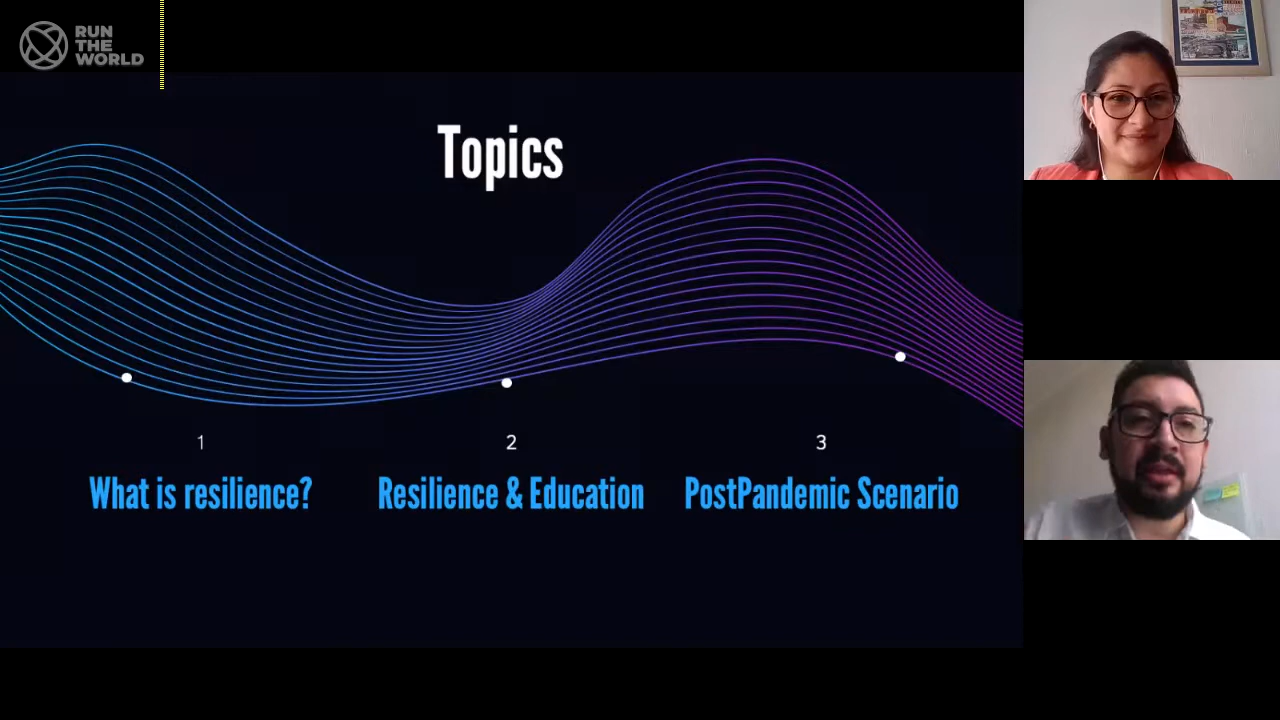 RUN
THE
WORLD
Topics
1
2
3
What is resilience?
Resilience & Education
PostPandemic Scenario